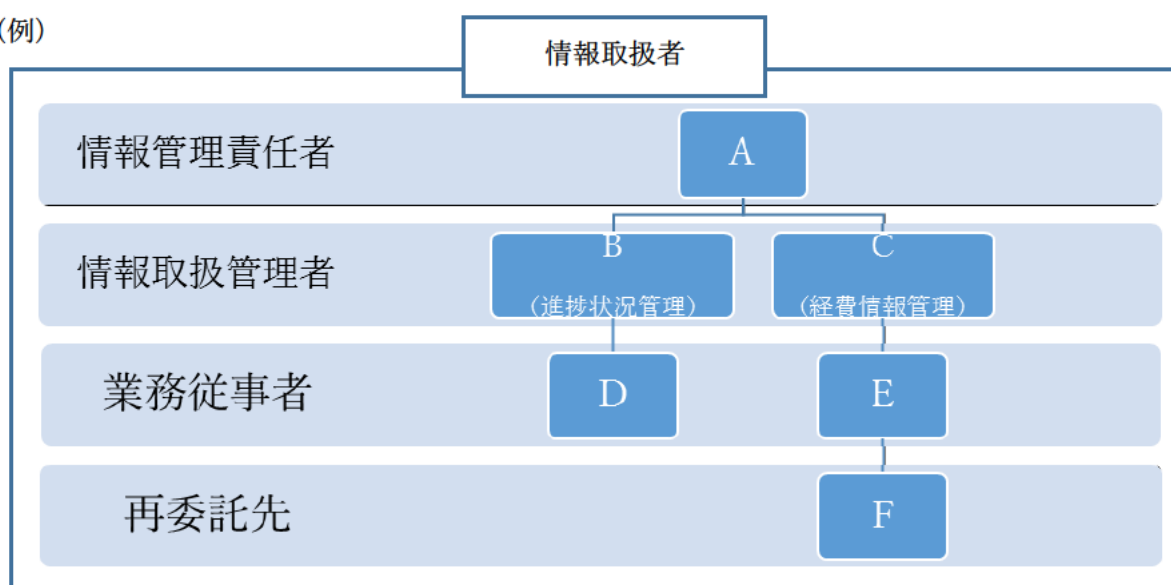 (例)
情報取扱者
情報管理責任者
A
情報取扱管理者
B
(進捗状況管理)
C
(経費情報管理)
業務従事者
D
E
再委託先
F